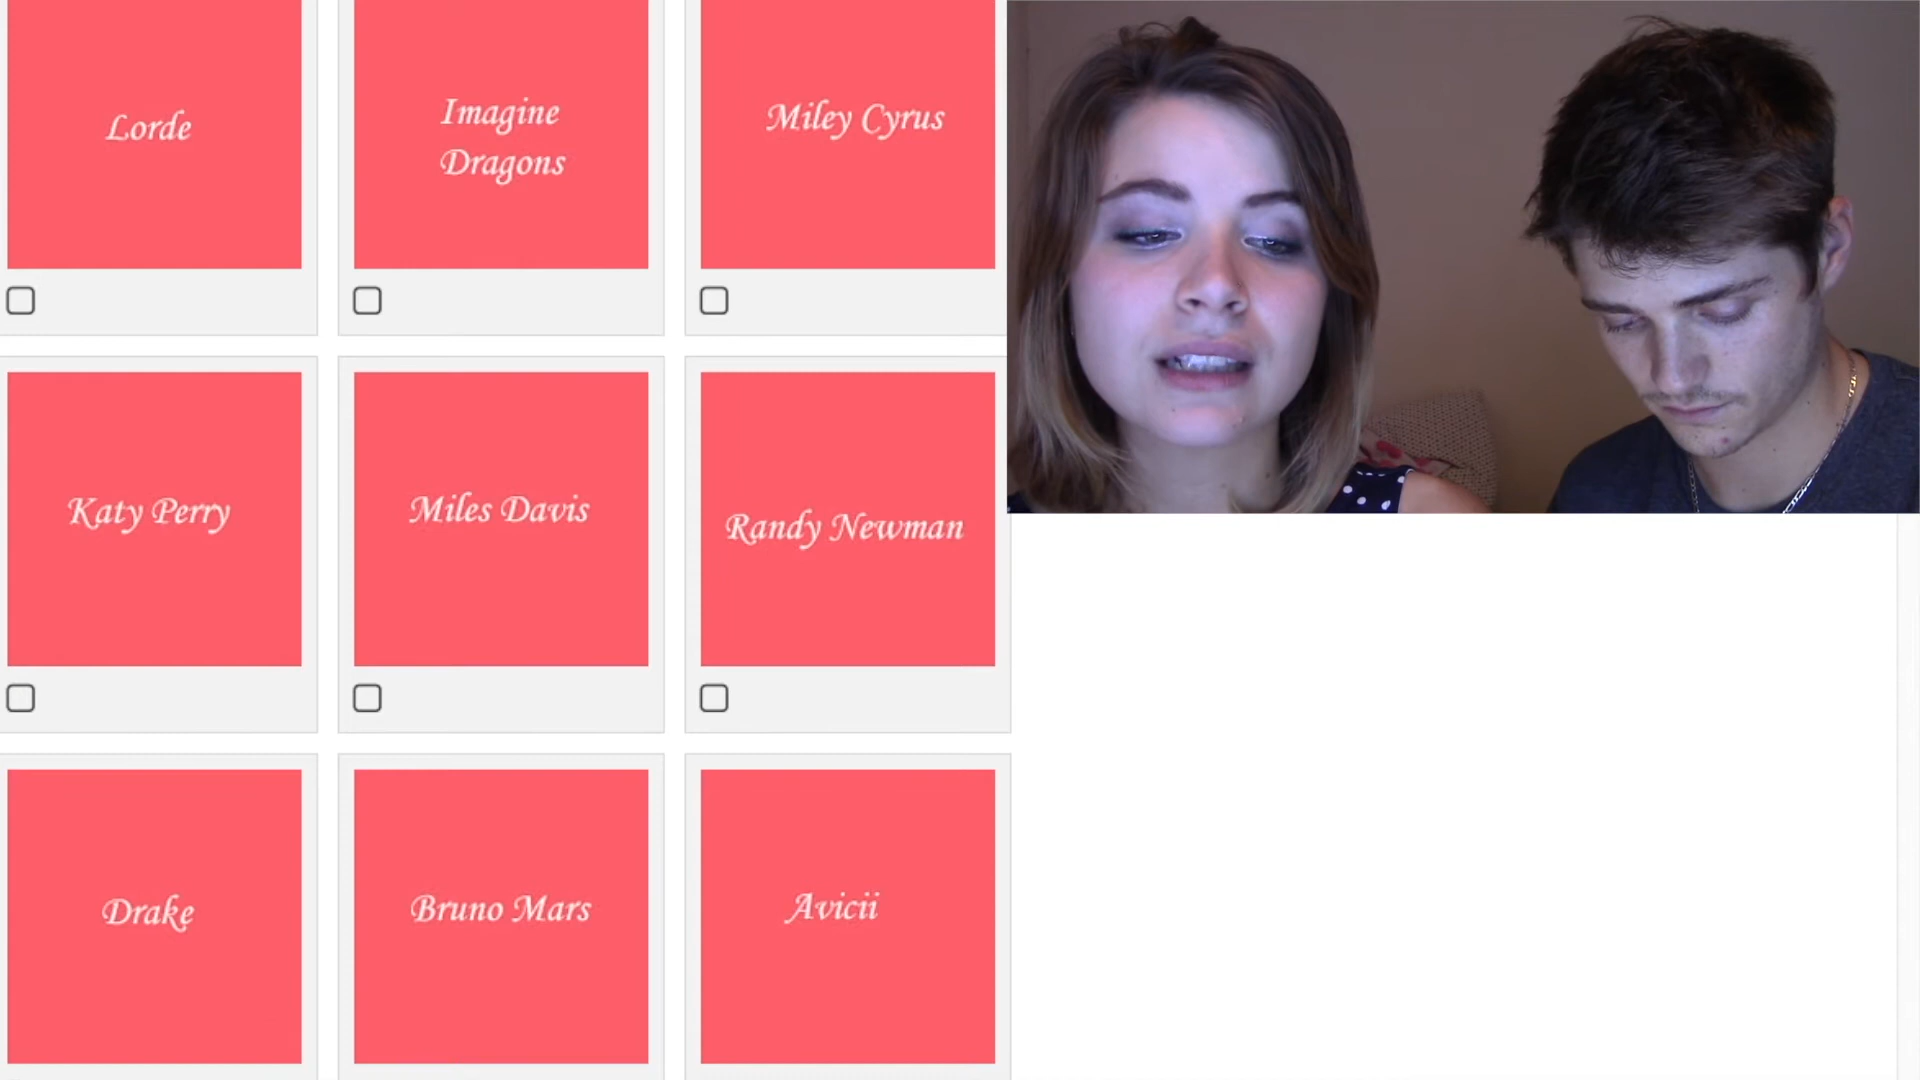 Lorde
Imagine
Dragons
Miley Cyrus
Katy Perry
Miles Davis
Randy Newman
Drake
Bruno Mars
Avicii